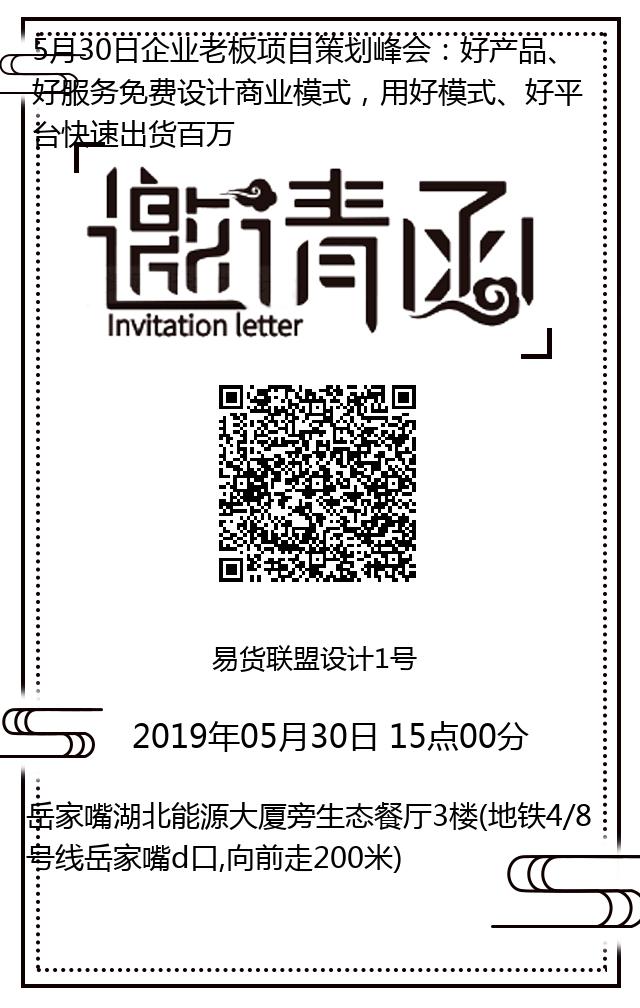 5月30日企业老板项目策划峰会：好产品、
好服务免费设计商业模式，用好模式、好平
台快速出货百万
邀请函
Invitation letter
易货联盟设计1号
2019年05月30日 15点00分
岳家嘴湖北能源大厦旁生态餐厅3楼(地铁4/8
号线岳家嘴d口,向前走200米)